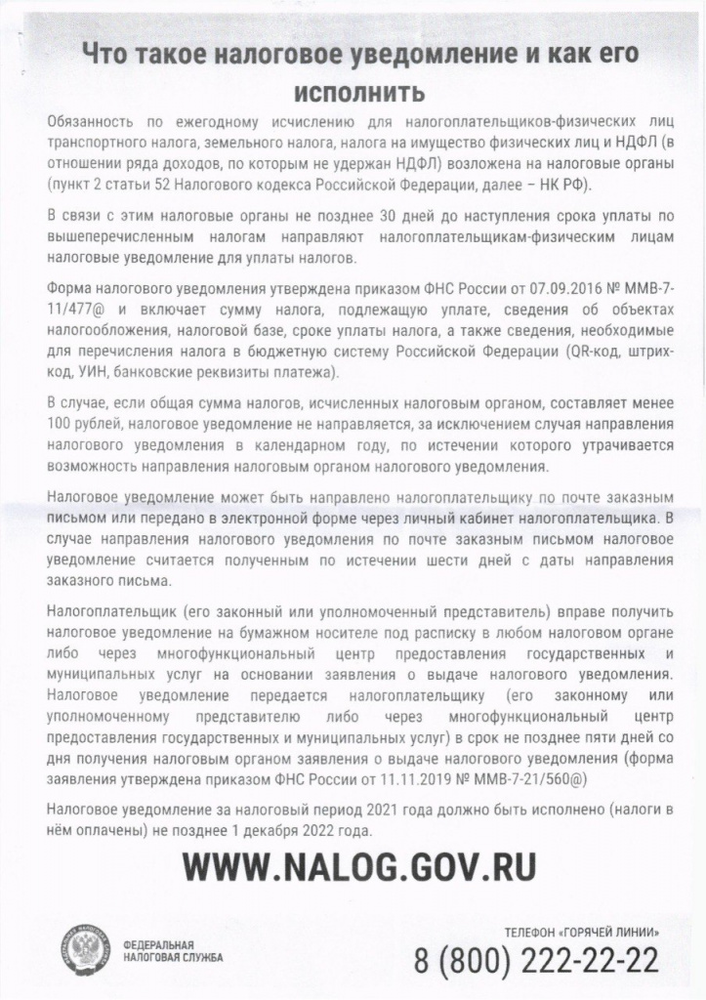 Что такое налоговое уведомление и как его
исполнить
Обязанность по ежегодному исчислению для налогоплательщиков-физических лиц
транспортного налога, земельного налога, налога на имущество физических лиц и НДФЛ (в
отношении ряда доходов, по которым не удержан НДФЛ) возложена на налоговые органы
(пункт 2 статьи 52 Налогового кодекса Российской Федерации, далее – НК РФ).
В связи с этим налоговые органы не позднее 30 дней до наступления срока уплаты по
вышеперечисленным налогам направляют налогоплательщикам-физическим лицам
налоговые уведомление для уплаты налогов.
Форма налогового уведомления утверждена приказом ФНС России от 07.09.2016 № ММВ-7-
11/477@ и включает сумму налога, подлежащую уплате, сведения об объектах
налогообложения, налоговой базе, сроке уплаты налога, а также сведения, необходимые
для перечисления налога в бюджетную систему Российской Федерации (QR-код, штрих-
код, УИН, банковские реквизиты платежа).
В случае, если общая сумма налогов, исчисленных налоговым органом, составляет менее
100 рублей, налоговое уведомление не направляется, за исключением случая направления
налогового уведомления в календарном году, по истечении которого утрачивается
возможность направления налоговым органом налогового уведомления.
Налоговое уведомление может быть направлено налогоплательщику по почте заказным
письмом или передано в электронной форме через личный кабинет налогоплательщика. В
случае направления налогового уведомления по почте заказным письмом налоговое
уведомление считается полученным по истечении шести дней с даты направления
заказного письма.
Налогоплательщик (его законный или уполномоченный представитель) вправе получить
налоговое уведомление на бумажном носителе под расписку в любом налоговом органе
либо через многофункциональный центр предоставления государственных и
муниципальных услуг на основании заявления о выдаче налогового уведомления.
Налоговое уведомление передается налогоплательщику (его законному или
уполномоченному представителю либо через многофункциональный центр
предоставления государственных и муниципальных услуг) в срок не позднее пяти дней со
дня получения налоговым органом заявления о выдаче налогового уведомления (форма
заявления утверждена приказом ФНС России от 11.11.2019 № ММВ-7-21/560@)
Налоговое уведомление за налоговый период 2021 года должно быть исполнено (налоги в
нём оплачены) не позднее 1 декабря 2022 года.
WWW.NALOG.GOV.RU
ФЕДЕРАЛЬНАЯ
НАЛОГОВАЯ СЛУЖБА
ТЕЛЕФОН «ГОРЯЧЕЙ ЛИНИИ»
8 (800) 222-22-22